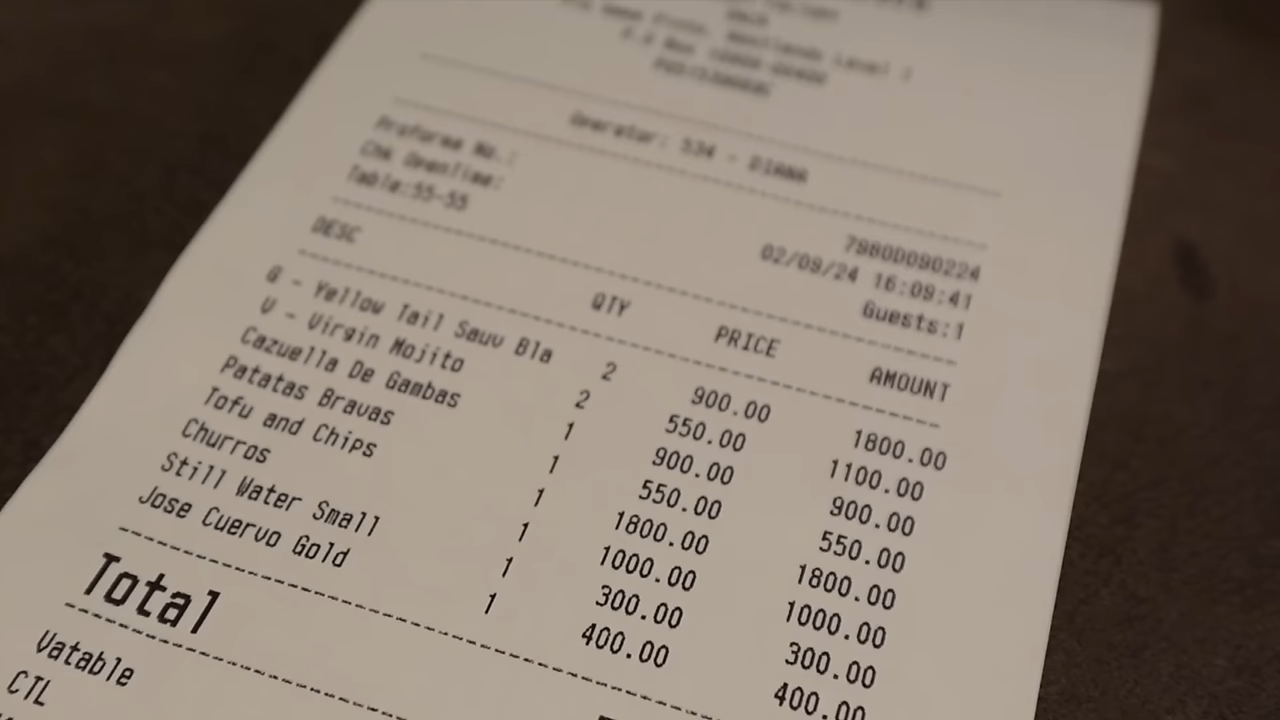 Operator: 534 - DIANA
Proforma No.: 7980D090224
Chk Opentime: 02/09/24 16:09:41
Table:55-55 Guests:1
DESC QTY PRICE AMOUNT
G - Yellow Tail Sauv Bla 2 900.00 1800.00
V - Virgin Mojito 2 550.00 1100.00
Cazuella De Gambas 1 900.00 900.00
Patatas Bravas 1 550.00 550.00
Tofu and Chips 1 1800.00 1800.00
Churros 1 1000.00 1000.00
Still Water Small 1 300.00 300.00
Jose Cuervo Gold 1 400.00 400.00
Total
Vatable
CTL